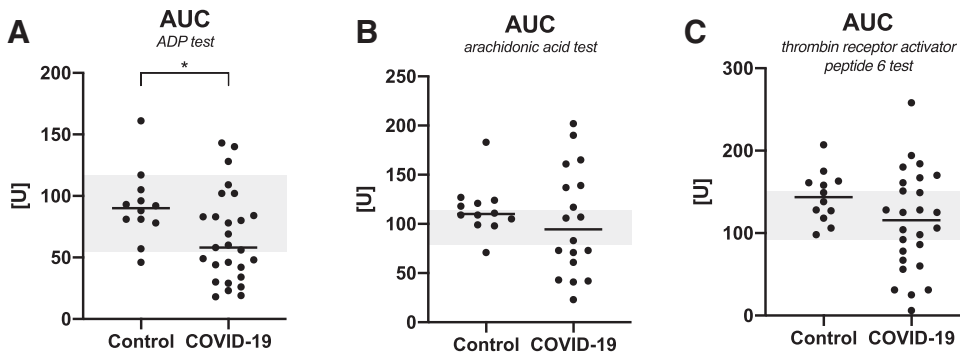 A
AUC
ADP test
*
200
150
100
50
0
[U]
Control COVID-19
B
AUC
arachidonic acid test
250
200
150
100
50
0
[U]
Control COVID-19
C
AUC
thrombin receptor activator
peptide 6 test
300
200
100
0
[U]
Control COVID-19